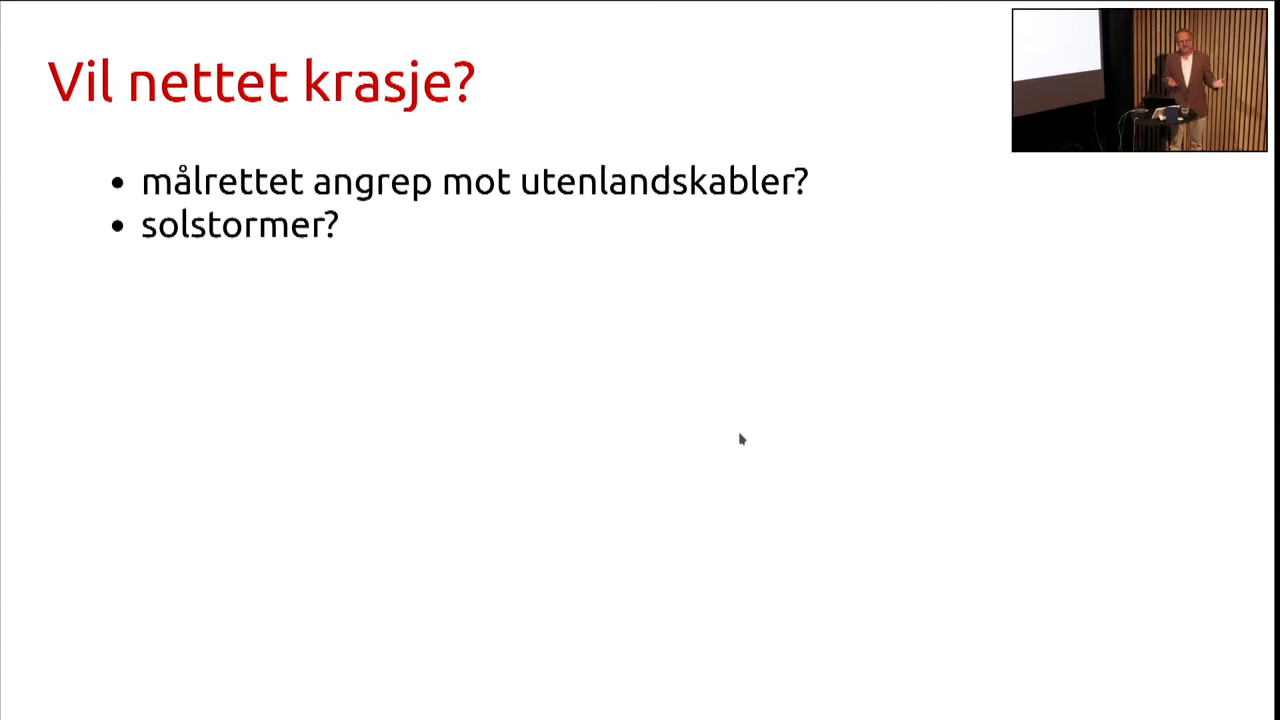 Vil nettet krasje?
• målrettet angrep mot utenlandskabler?
• solstormer?